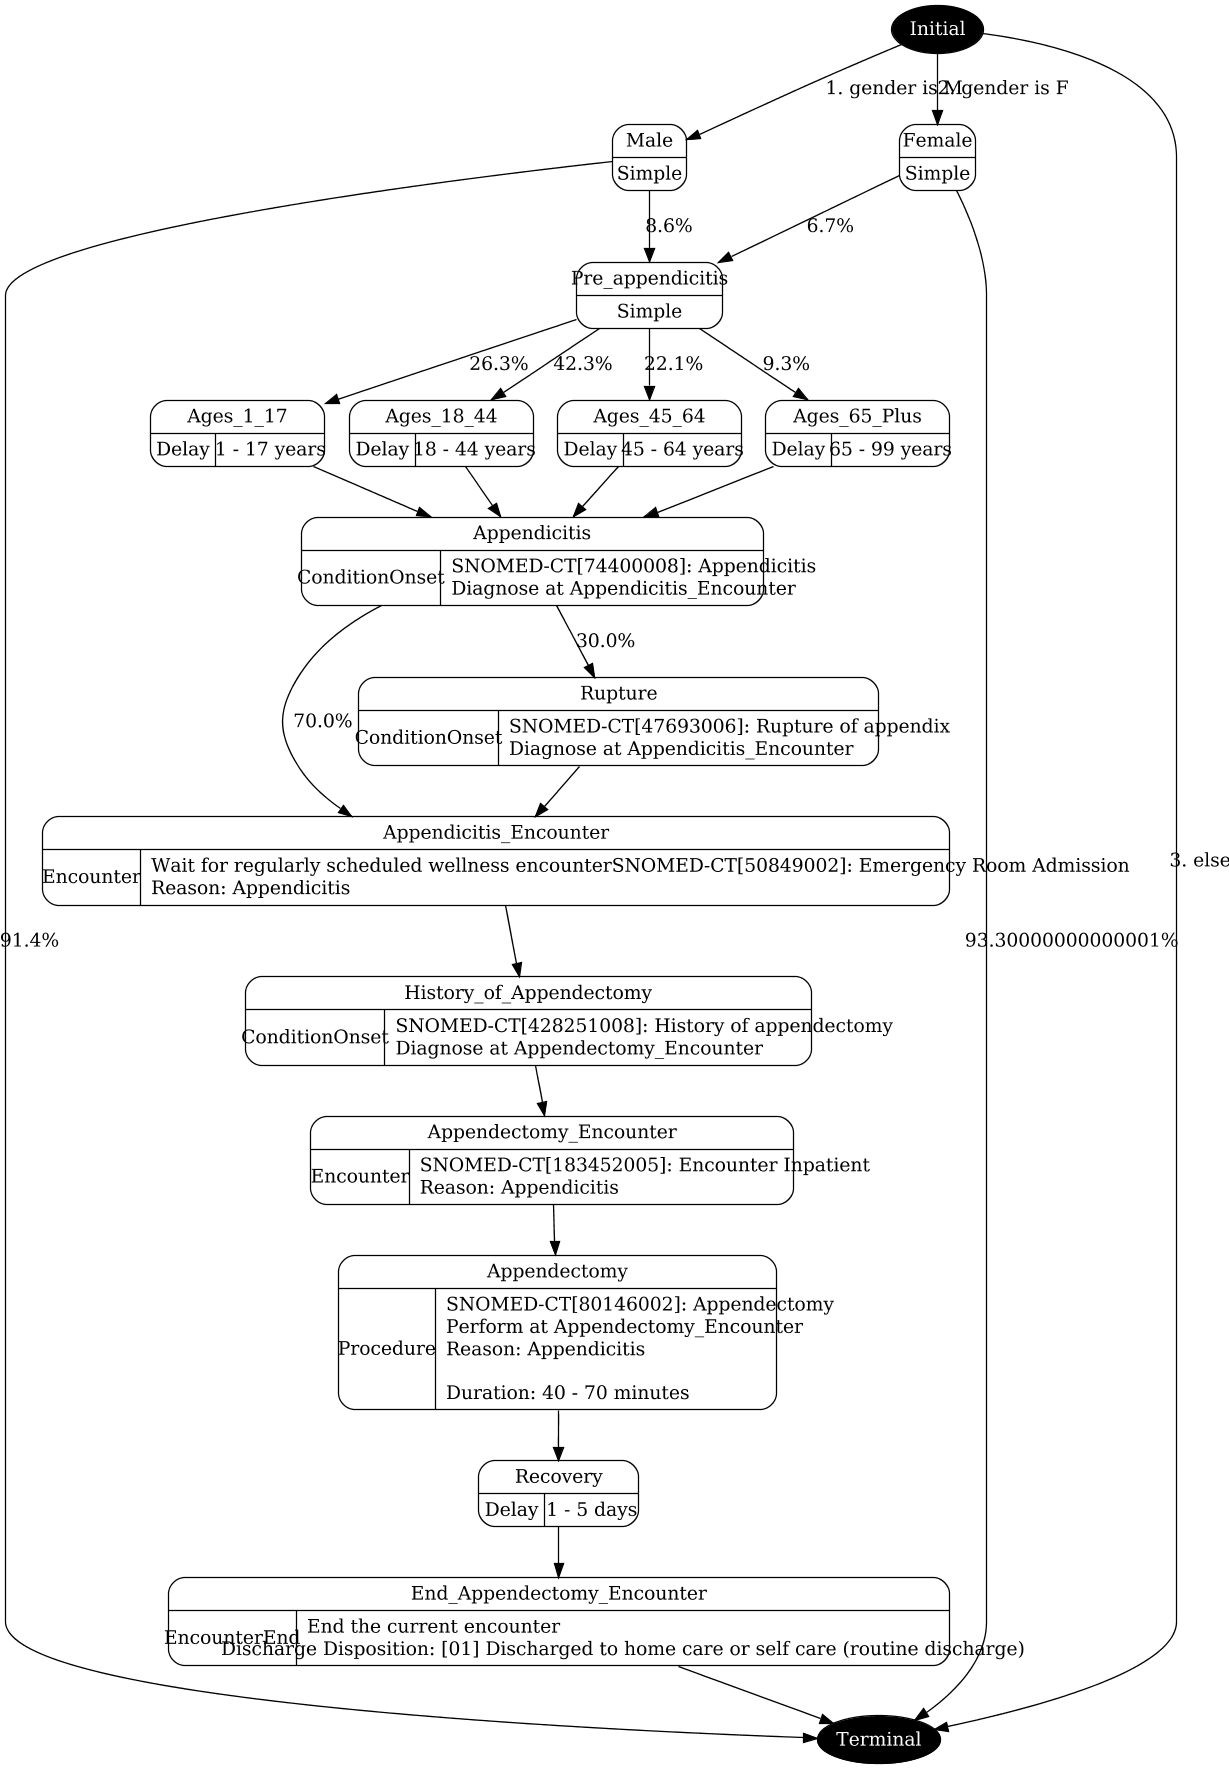 Initial
1. gender is M
2. gender is F
Male
Simple
Female
Simple
8.6%
6.7%
Pre_appendicitis
Simple
26.3%
42.3%
22.1%
9.3%
Ages_1_17
Delay
1 - 17 years
Ages_18_44
Delay
18 - 44 years
Ages_45_64
Delay
45 - 64 years
Ages_65_Plus
Delay
65 - 99 years
Appendicitis
ConditionOnset
SNOMED-CT[74400008]: Appendicitis
Diagnose at Appendicitis_Encounter
30.0%
Rupture
70.0%
ConditionOnset
SNOMED-CT[47693006]: Rupture of appendix
Diagnose at Appendicitis_Encounter
Appendicitis_Encounter
Encounter
Wait for regularly scheduled wellness encounterSNOMED-CT[50849002]: Emergency Room Admission
Reason: Appendicitis
3. else
91.4%
93.30000000000001%
History_of_Appendectomy
ConditionOnset
SNOMED-CT[428251008]: History of appendectomy
Diagnose at Appendectomy_Encounter
Appendectomy_Encounter
Encounter
SNOMED-CT[183452005]: Encounter Inpatient
Reason: Appendicitis
Appendectomy
Procedure
SNOMED-CT[80146002]: Appendectomy
Perform at Appendectomy_Encounter
Reason: Appendicitis
Duration: 40 - 70 minutes
Recovery
Delay
1 - 5 days
End_Appendectomy_Encounter
EncounterEnd
End the current encounter
Discharge Disposition: [01] Discharged to home care or self care (routine discharge)
Terminal